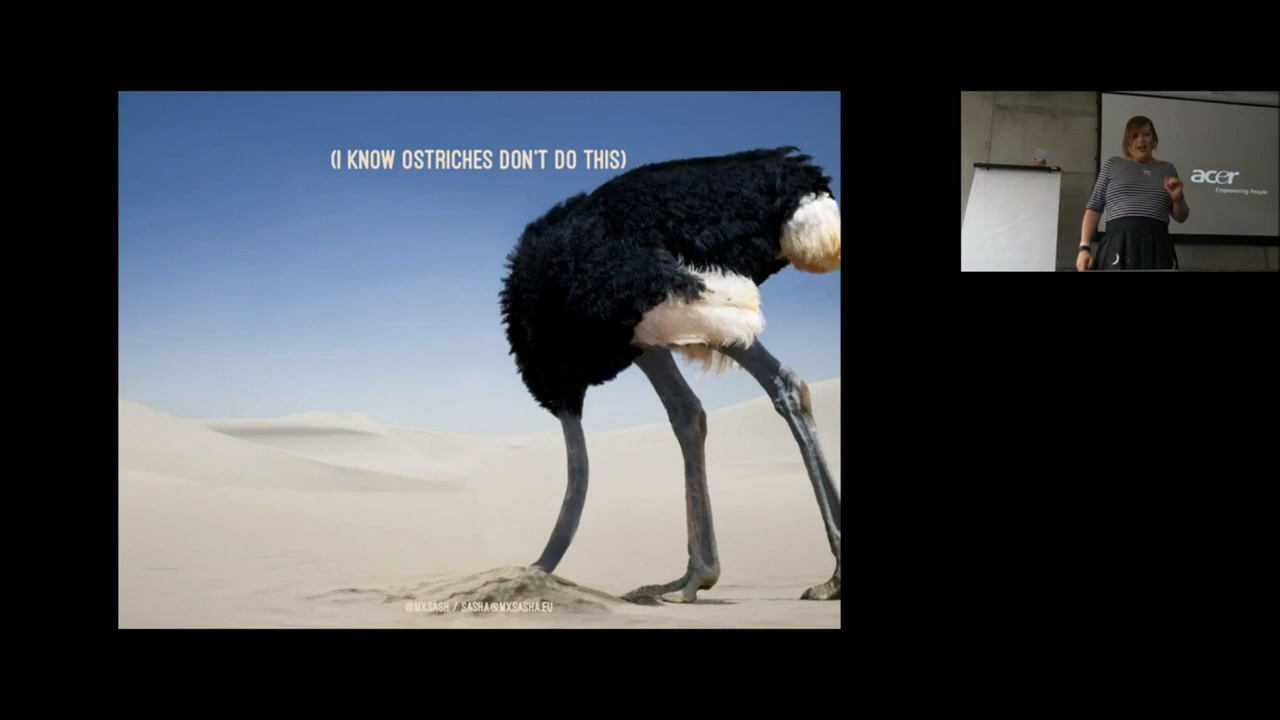 (I KNOW OSTRICHES DON'T DO THIS)
@MXSASH / SASHA@MXSASHA.EU
acer
Empowering People